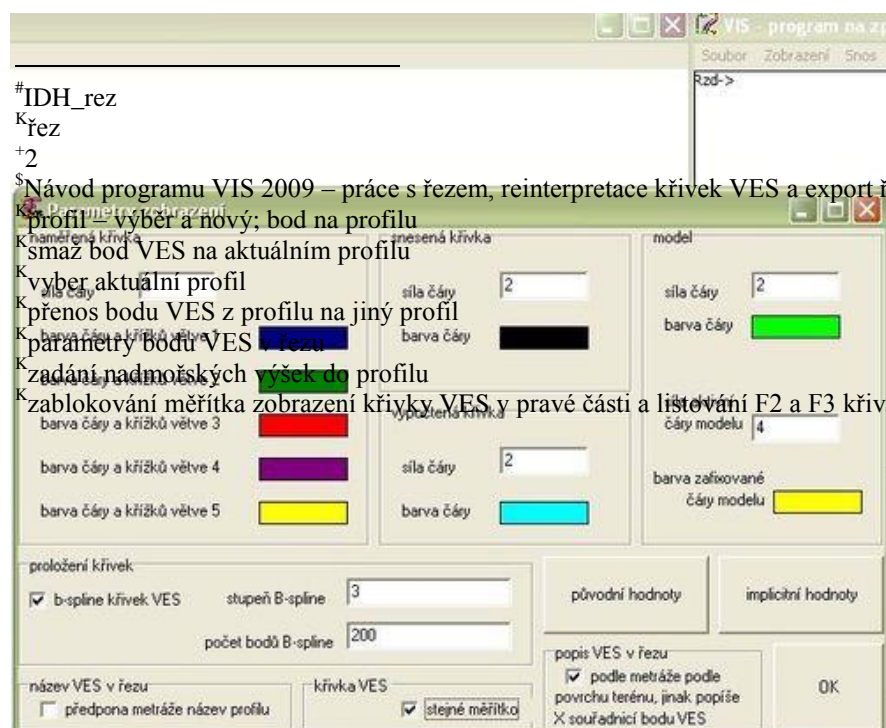 VIS - program na zp
Soubor Zobrazení Snos
Rzd->
#IDH_rez
Křez
+2
$Návod programu VIS 2009 – práce s řezem, reinterpretace křivek VES a export ř
Parametry zobrazení
Kprofil – výběr a nový; bod na profilu
Ksmaž bod VES na aktuálním profilu
Kvyber aktuální profil
Kpřenos bodu VES z profilu na jiný profil
Kparametry bodu VES v řezu
Kzadání nadmořských výšek do profilu
Kzablokování měřítka zobrazení křivky VES v pravé části a listování F2 a F3 křiv
naměřená křivka
síla čáry
barva čáry a křížků větve 1
barva čáry a křížků větve 2
barva čáry a křížků větve 3
barva čáry a křížků větve 4
barva čáry a křížků větve 5
snesená křivka
síla čáry 2
barva čáry
vypočtená křivka
síla čáry 2
barva čáry
model
síla čáry 2
barva čáry
čáry modelu 4
barva zafixované
čáry modelu
proložení křivek
b-spline křivek VES
stupeň B-spline 3
počet bodů B-spline 200
původní hodnoty
implicitní hodnoty
název VES v řezu
předpona metráže název profilu
křivka VES
stejné měřítko
popis VES v řezu
podle metráže podle
povrchu terénu, jinak popíše
X souřadnicí bodu VES
OK